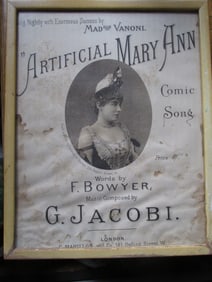 Nightly with Enormous Success by
MADME VANONI.
"ARTIFICIAL MARY ANN
Comic
Song
Words by
F. BOWYER,
Music Composed by
G. JACOBI.
LONDON.